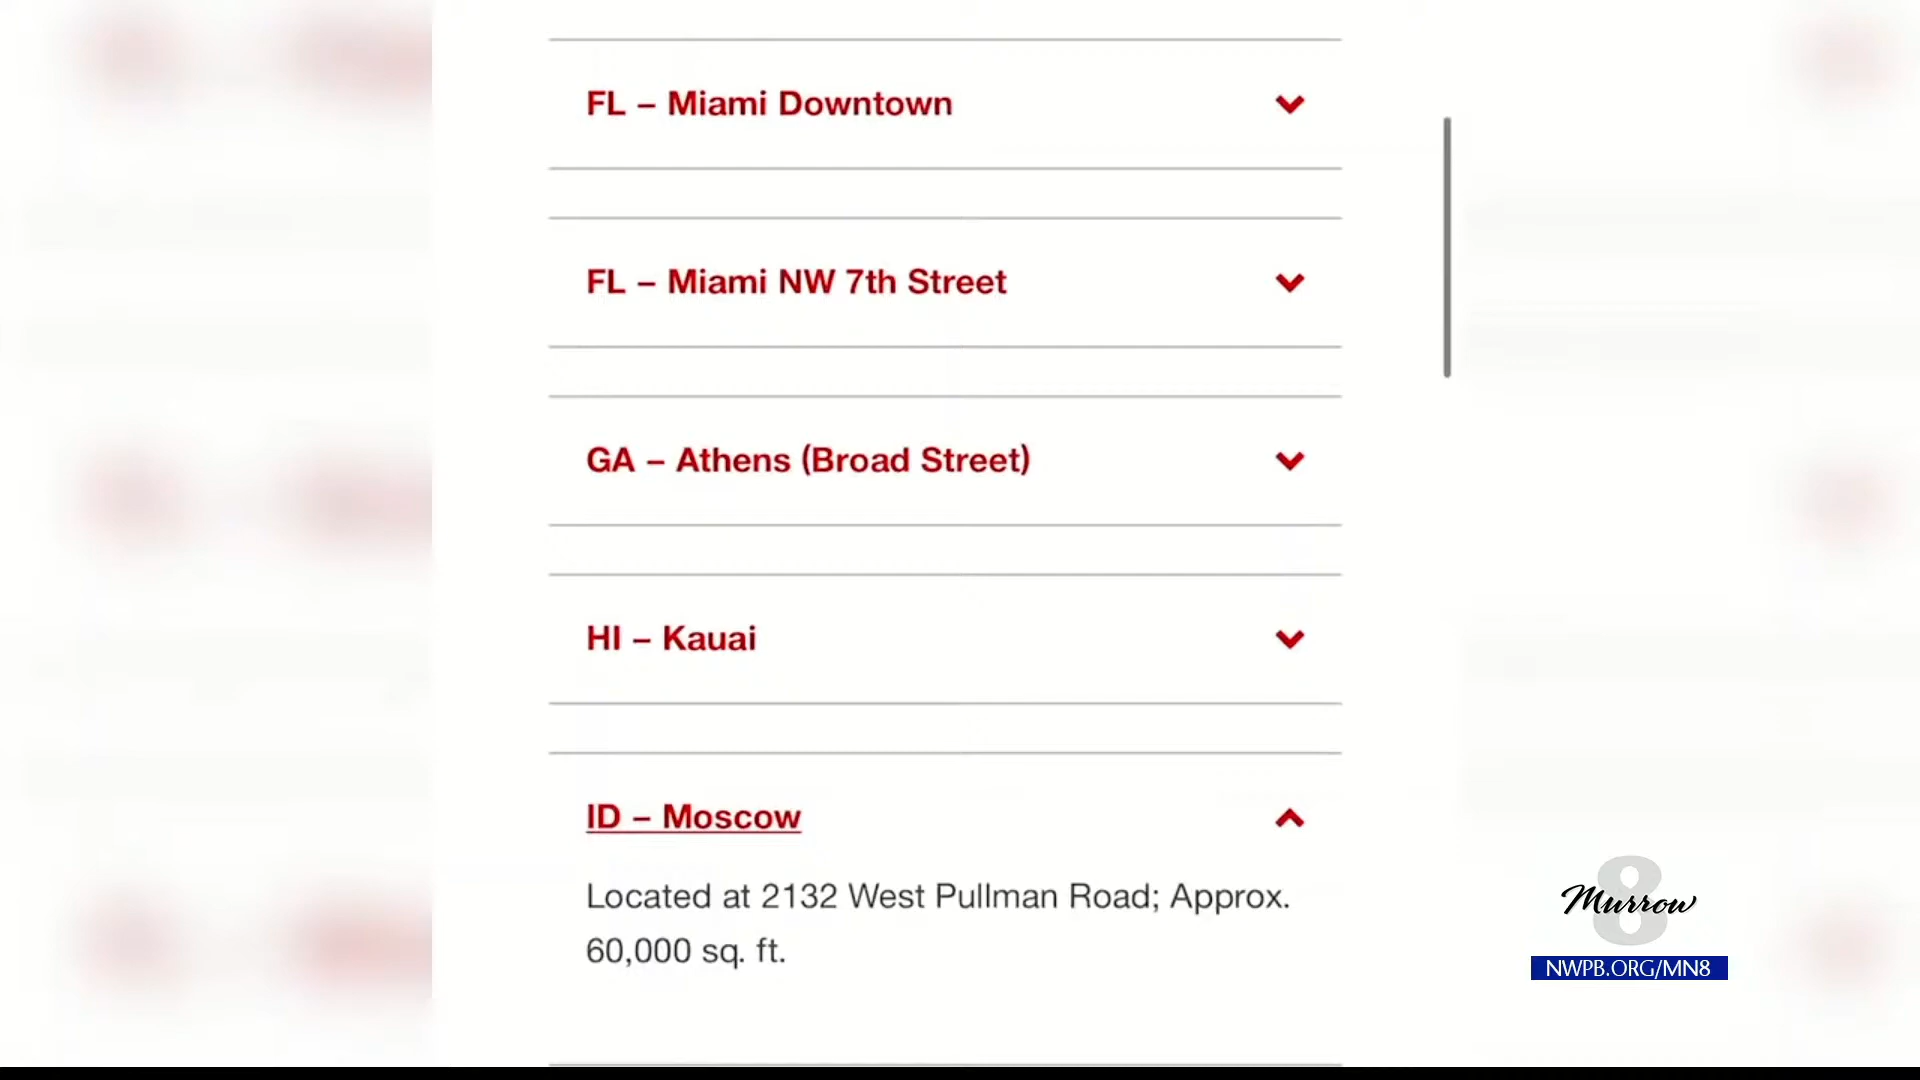 FL – Miami Downtown
FL – Miami NW 7th Street
GA – Athens (Broad Street)
HI – Kauai
ID – Moscow
Located at 2132 West Pullman Road; Approx.
60,000 sq. ft.
8
Murrow
NWPB.ORG/MN8